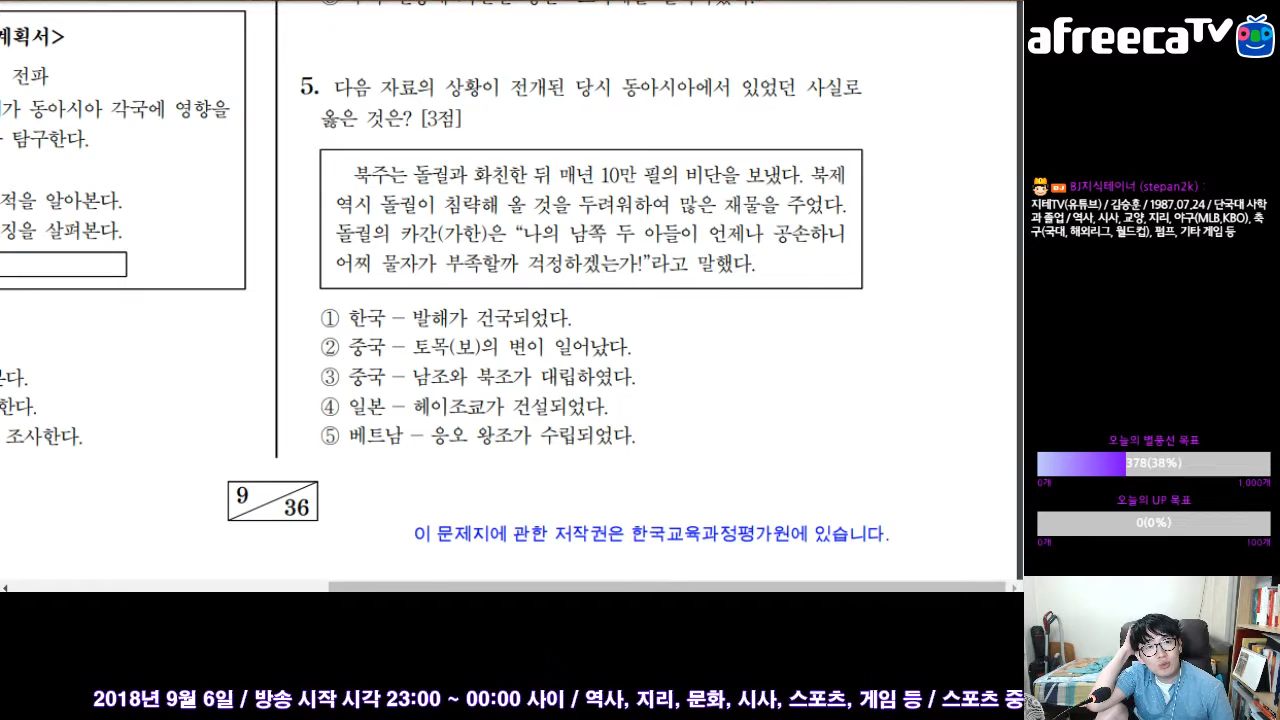 계획서>
전파
가 동아시아 각국에 영향을
탐구한다.
적을 알아본다.
징을 살펴본다.
다.
한다.
조사한다.
5. 다음 자료의 상황이 전개된 당시 동아시아에서 있었던 사실로
옳은 것은? [3점]
북주는 돌궐과 화친한 뒤 매년 10만 필의 비단을 보냈다. 북제
역시 돌궐이 침략해 올 것을 두려워하여 많은 재물을 주었다.
돌궐의 카간(가한)은 “나의 남쪽 두 아들이 언제나 공손하니
어찌 물자가 부족할까 걱정하겠는가!”라고 말했다.
① 한국 – 발해가 건국되었다.
② 중국 – 토목(보)의 변이 일어났다.
③ 중국 – 남조와 북조가 대립하였다.
④ 일본 – 헤이조쿄가 건설되었다.
⑤ 베트남 – 응오 왕조가 수립되었다.
9
36
이 문제지에 관한 저작권은 한국교육과정평가원에 있습니다.
afreecaTV
BJ BJ지식테이너 (stepan2k) :
지테TV(유튜브) / 김승훈 / 1987.07.24 / 단국대 사학
과 졸업 / 역사, 시사, 교양, 지리, 야구(MLB,KBO), 축
구(국대, 해외리그, 월드컵), 펌프, 기타 게임 등
오늘의 별풍선 목표
378(38%)
0개 1,000개
오늘의 UP 목표
0(0%)
0개 100개
2018년 9월 6일 / 방송 시작 시각 23:00 ~ 00:00 사이 / 역사, 지리, 문화, 시사, 스포츠, 게임 등 / 스포츠 중